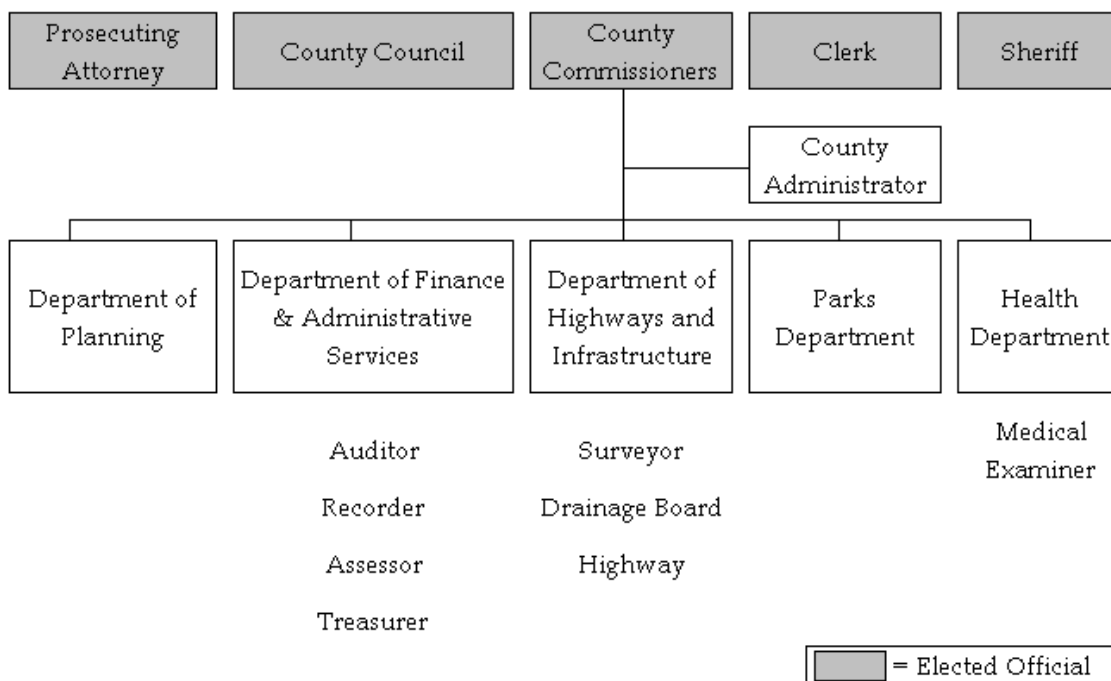 Prosecuting
Attorney
County Council
County
Commissioners
Clerk
Sheriff
County
Administrator
Department of
Planning
Department of Finance
& Administrative
Services
Department of
Highways and
Infrastructure
Parks
Department
Health
Department
Auditor
Recorder
Assessor
Treasurer
Surveyor
Drainage Board
Highway
Medical
Examiner
= Elected Official